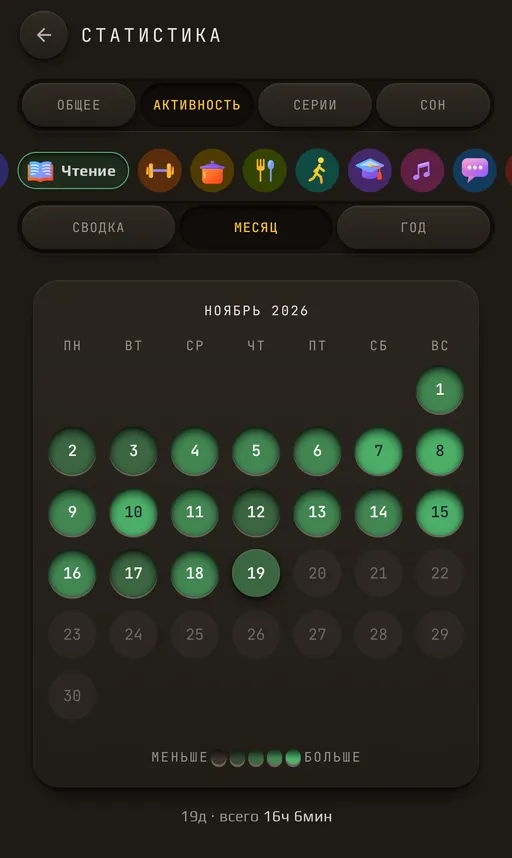 СТАТИСТИКА
ОБЩЕЕ АКТИВНОСТЬ СЕРИИ СОН
Чтение
СВОДКА МЕСЯЦ ГОД
НОЯБРЬ 2026
ПН ВТ СР ЧТ ПТ СБ ВС
1
2 3 4 5 6 7 8
9 10 11 12 13 14 15
16 17 18 19 20 21 22
23 24 25 26 27 28 29
30
МЕНЬШЕ БОЛЬШЕ
19д · всего 16ч 6мин